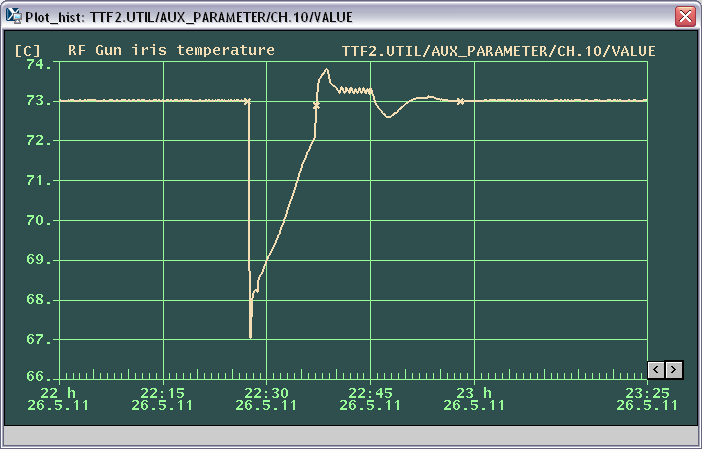 Plot_hist: TTF2.UTIL/AUX_PARAMETER/CH.10/VALUE
[C] RF Gun iris temperature TTF2.UTIL/AUX_PARAMETER/CH.10/VALUE
74.
73.
72.
71.
70.
69.
68.
67.
66.
22 h 22:15 22:30 22:45 23 h 23:25
26.5.11 26.5.11 26.5.11 26.5.11 26.5.11 26.5.11